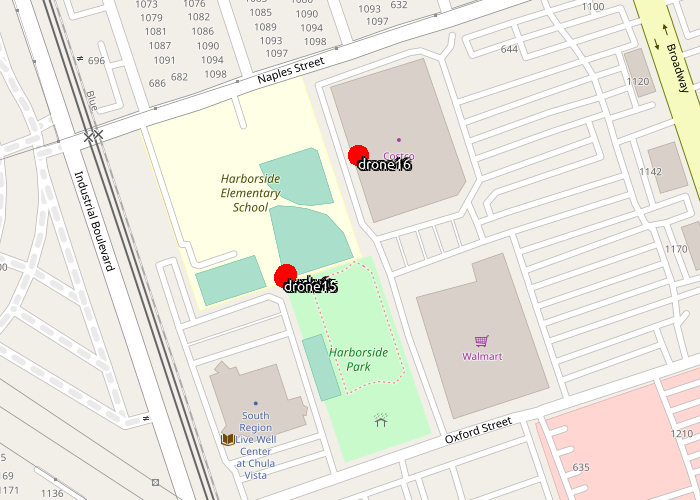 1073
1079
1081
1087
1091
1076
1082
1086
1090
1094
1098
1085
1089
1093
1097
1090
1094
1098
1093
1097
632
1100
696
686
682
644
1120
Broadway
Naples Street
Blue
1142
Costco
drone16
Harborside
Elementary
School
Industrial Boulevard
00
1170
drone15
Harborside
Park
Walmart
South
Region
Live Well
Center
at Chula
Vista
Oxford Street
1210
635
169
1171
1136